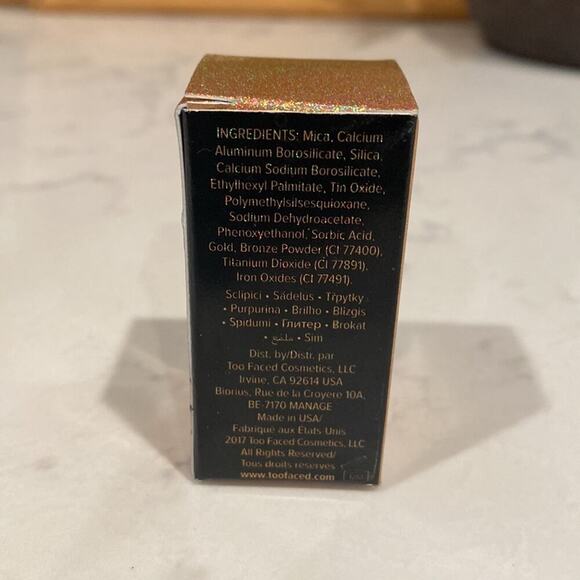 INGREDIENTS: Mica, Calcium
Aluminum Borosilicate, Silica,
Calcium Sodium Borosilicate,
Ethylhexyl Palmitate, Tin Oxide,
Polymethylsilsesquioxane,
Sodium Dehydroacetate,
Phenoxyethanol, Sorbic Acid,
Gold, Bronze Powder (CI 77400),
Titanium Dioxide (CI 77891),
Iron Oxides (CI 77491).
Sclipici • Sädelus • Třpytky
• Purpurina • Brilho • Blizgis
• Spidumi • Глитер • Brokat
• • Sim
Dist. by/Distr. par
Too Faced Cosmetics, LLC
Irvine, CA 92614 USA
Biorius, Rue de la Croyere 10A,
BE-7170 MANAGE
Made in USA/
Fabriqué aux États Unis
2017 Too Faced Cosmetics, LLC
All Rights Reserved/
Tous droits réservés
www.toofaced.com